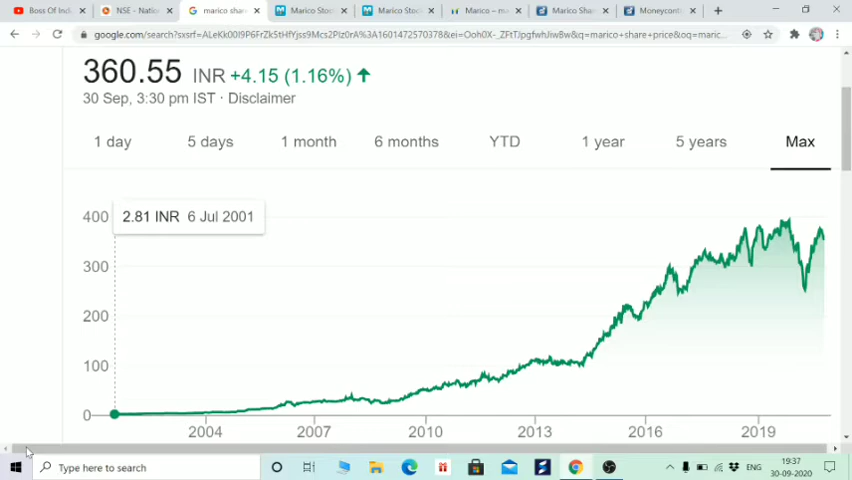 Boss Of Indi
NSE - Nation
marico share
Marico Stock
Marico Stock
Marico – ma
Marico Shar
Moneycontr
google.com/search?sxsrf=ALeKk00I9P6FrZk5tHfYjss9Mcs2PIz0rA%3A1601472570378&ei=Ooh0X-_ZFtTJpgfwhJiwBw&q=marico+share+price&oq=maric...
360.55 INR +4.15 (1.16%) ↑
30 Sep, 3:30 pm IST · Disclaimer
1 day 5 days 1 month 6 months YTD 1 year 5 years Max
400
2.81 INR 6 Jul 2001
300
200
100
0
2004 2007 2010 2013 2016 2019
Type here to search
ENG
19:37
30-09-2020